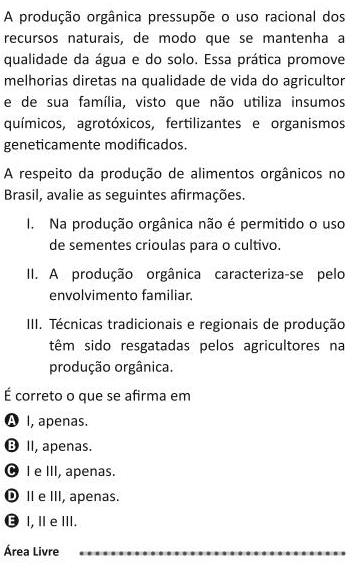 A produção orgânica pressupõe o uso racional dos
recursos naturais, de modo que se mantenha a
qualidade da água e do solo. Essa prática promove
melhorias diretas na qualidade de vida do agricultor
e de sua família, visto que não utiliza insumos
químicos, agrotóxicos, fertilizantes e organismos
geneticamente modificados.
A respeito da produção de alimentos orgânicos no
Brasil, avalie as seguintes afirmações.
I. Na produção orgânica não é permitido o uso
de sementes crioulas para o cultivo.
II. A produção orgânica caracteriza-se pelo
envolvimento familiar.
III. Técnicas tradicionais e regionais de produção
têm sido resgatadas pelos agricultores na
produção orgânica.
É correto o que se afirma em
A I, apenas.
B II, apenas.
C I e III, apenas.
D II e III, apenas.
E I, II e III.
Área Livre